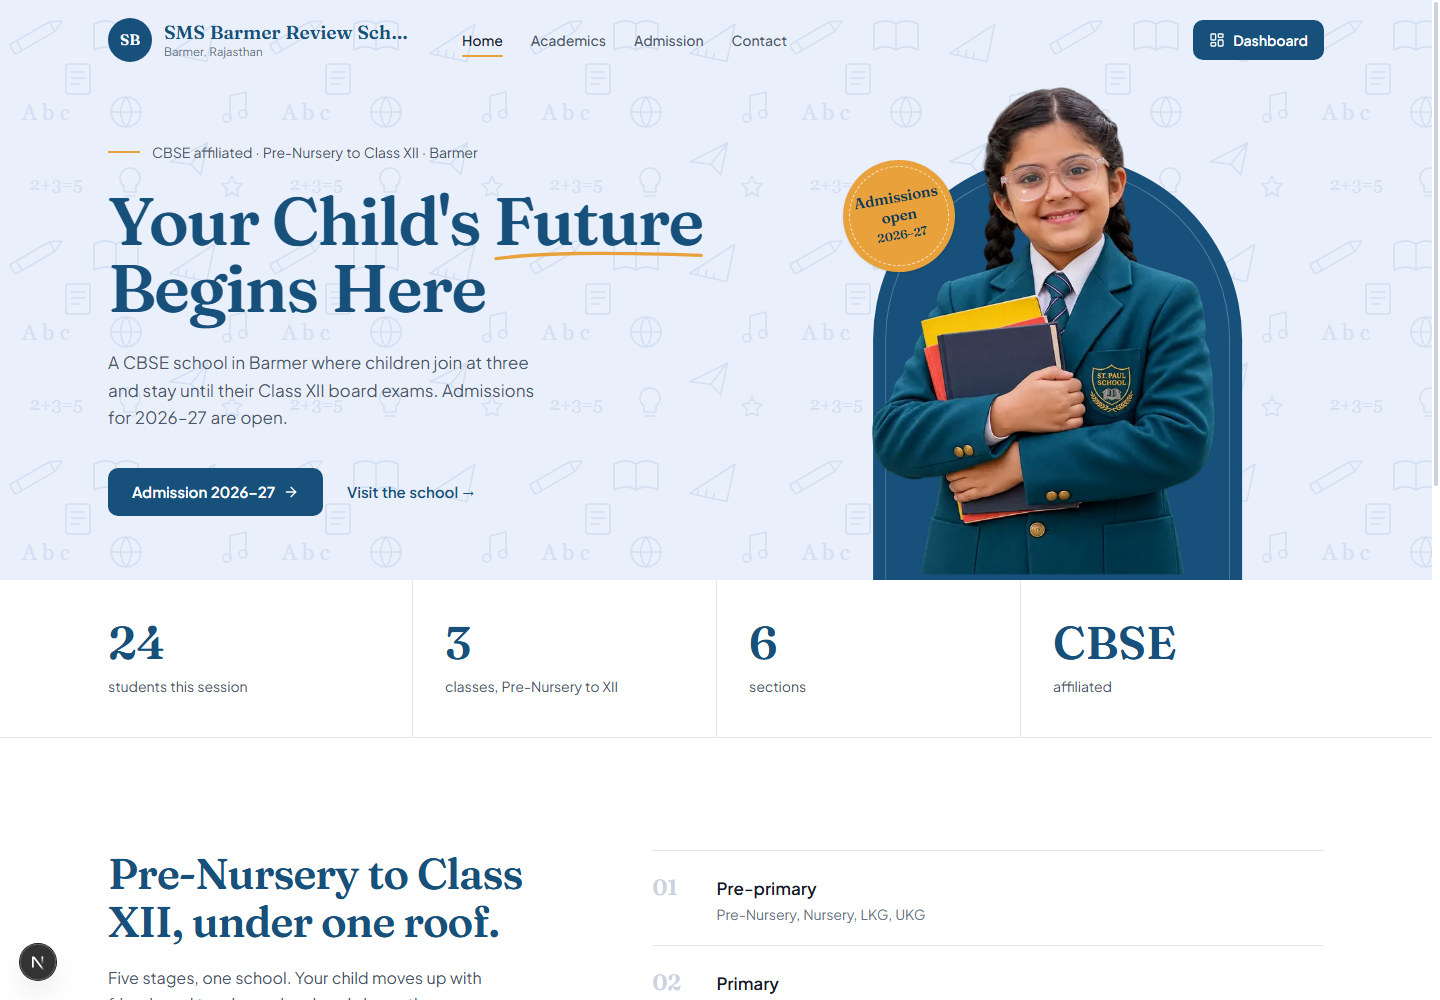 SB
SMS Barmer Review Sch...
Barmer, Rajasthan
Home
Academics
Admission
Contact
Dashboard
CBSE affiliated · Pre-Nursery to Class XII · Barmer
Your Child's Future
Begins Here
A CBSE school in Barmer where children join at three
and stay until their Class XII board exams. Admissions
for 2026–27 are open.
Admission 2026–27 →
Visit the school →
Admissions
open
2026–27
ST. PAUL
SCHOOL
Abc
2+3=5
24
students this session
3
classes, Pre-Nursery to XII
6
sections
CBSE
affiliated
Pre-Nursery to Class
XII, under one roof.
Five stages, one school. Your child moves up with
01
Pre-primary
Pre-Nursery, Nursery, LKG, UKG
02
Primary
N